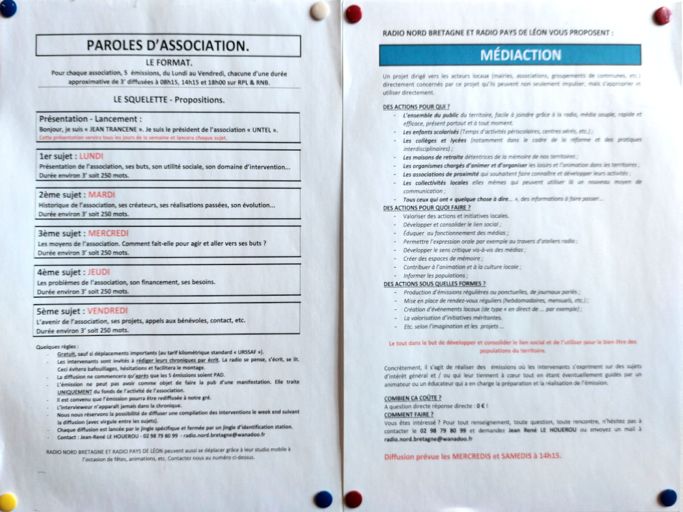 PAROLES D'ASSOCIATION.
LE FORMAT.
Pour chaque association, 5 émissions, du Lundi au Vendredi, chacune d'une durée
approximative de 3' diffusées à 08h15, 14h15 et 18h00 sur RPL & RNB.
LE SQUELETTE - Propositions.
Présentation - Lancement :
Bonjour, je suis « JEAN TRANCENE ». Je suis le président de l'association « UNTEL ».
Cette présentation servira tous les jours de la semaine et lancera chaque sujet.
1er sujet : LUNDI
Présentation de l'association, ses buts, son utilité sociale, son domaine d'intervention...
Durée environ 3' soit 250 mots.
2ème sujet : MARDI
Historique de l'association, ses créateurs, ses réalisations passées, son évolution...
Durée environ 3' soit 250 mots.
3ème sujet : MERCREDI
Les moyens de l'association. Comment fait-elle pour agir et aller vers ses buts ?
Durée environ 3' soit 250 mots.
4ème sujet : JEUDI
Les problèmes de l'association, son financement, ses besoins.
Durée environ 3' soit 250 mots.
5ème sujet : VENDREDI
L'avenir de l'association, ses projets, appels aux bénévoles, contact, etc.
Durée environ 3' soit 250 mots.
Quelques règles :
- Gratuit, sauf si déplacements importants (au tarif kilométrique standard « URSSAF »).
- Les intervenants sont invités à rédiger leurs chroniques par écrit. La radio se pense, s'écrit, se lit.
Ceci évitera bafouillages, hésitations et facilitera le montage.
- La diffusion ne commencera qu'après que les 5 émissions soient PAD.
- L'émission ne peut pas avoir comme objet de faire la pub d'une manifestation. Elle traite
UNIQUEMENT du fonds de l'activité de l'association.
- Il est convenu que l'émission pourra être rediffusée à notre gré.
- L'intervieweur n'apparaît jamais dans la chronique.
- Nous nous réservons la possibilité de diffuser une compilation des interventions le week end suivant
la diffusion (avec virgule entre les sujets).
- Chaque diffusion est lancée par un jingle spécifique et fermée par un jingle d'identification station.
- Contact : Jean-René LE HOUEROU - 02 98 79 80 99 - radio.nord.bretagne@wanadoo.fr
RADIO NORD BRETAGNE et RADIO PAYS DE LÉON peuvent aussi se déplacer grâce à leur studio mobile à
l'occasion de fêtes, animations, etc. Contactez nous au numéro ci-dessus.
RADIO NORD BRETAGNE ET RADIO PAYS DE LÉON VOUS PROPOSENT :
MÉDIACTION
Un projet dirigé vers les acteurs locaux (mairies, associations, groupements de communes, etc.)
directement concernés par ce projet qu'ils peuvent non seulement impulser, mais s'approprier et
utiliser directement.
DES ACTIONS POUR QUI ?
- L'ensemble du public du territoire, facile à joindre grâce à la radio, média souple, rapide et
efficace, présent partout et à tout moment.
- Les enfants scolarisés (Temps d'activités périscolaires, centres aérés, etc.) ;
- Les collèges et lycées (notamment dans le cadre de la réforme et des pratiques
interdisciplinaires) ;
- Les maisons de retraite détentrices de la mémoire de nos territoires ;
- Les organismes chargés d'animer et d'organiser les loisirs et l'animation dans les territoires ;
- Les associations de proximité qui souhaitent faire connaître et développer leurs activités ;
- Les collectivités locales elles mêmes qui peuvent utiliser là un nouveau moyen de
communication ;
- Tous ceux qui ont « quelque chose à dire... », des informations à faire passer...
DES ACTIONS POUR QUOI FAIRE ?
- Valoriser des actions et initiatives locales.
- Développer et consolider le lien social ;
- Éduquer au fonctionnement des médias ;
- Permettre l'expression orale par exemple au travers d'ateliers radio ;
- Développer le sens critique vis-à-vis des médias ;
- Créer des espaces de mémoire ;
- Contribuer à l'animation et à la culture locale ;
- Informer les populations ;
DES ACTIONS SOUS QUELLES FORMES ?
- Production d'émissions régulières ou ponctuelles, de journaux parlés ;
- Mise en place de rendez-vous réguliers (hebdomadaires, mensuels, etc.) ;
- Création d'événements locaux (de type « en direct de ... par exemple) ;
- La valorisation d'initiatives méritantes.
- Etc. selon l'imagination et les projets ...
Le tout dans le but de développer et consolider le lien social et de l'utiliser pour le bien être des
populations du territoire.
Concrètement, il s'agit de réaliser des émissions où les intervenants s'expriment sur des sujets
d'intérêt général et / ou qui leur tiennent à cœur tout en étant éventuellement guidés par un
animateur ou un éducateur qui a en charge la préparation et la réalisation d'émission.
COMBIEN ÇA COÛTE ?
A question directe réponse directe : 0 € !
COMMENT FAIRE ?
Vous êtes intéressé ? Pour tout renseignement, toute question, toute rencontre, n'hésitez pas à
contacter le 02 98 79 80 99 et demandez Jean René LE HOUEROU ou envoyez un mail à
radio.nord.bretagne@wanadoo.fr
Diffusion prévue les MERCREDIS et SAMEDIS à 14h15.